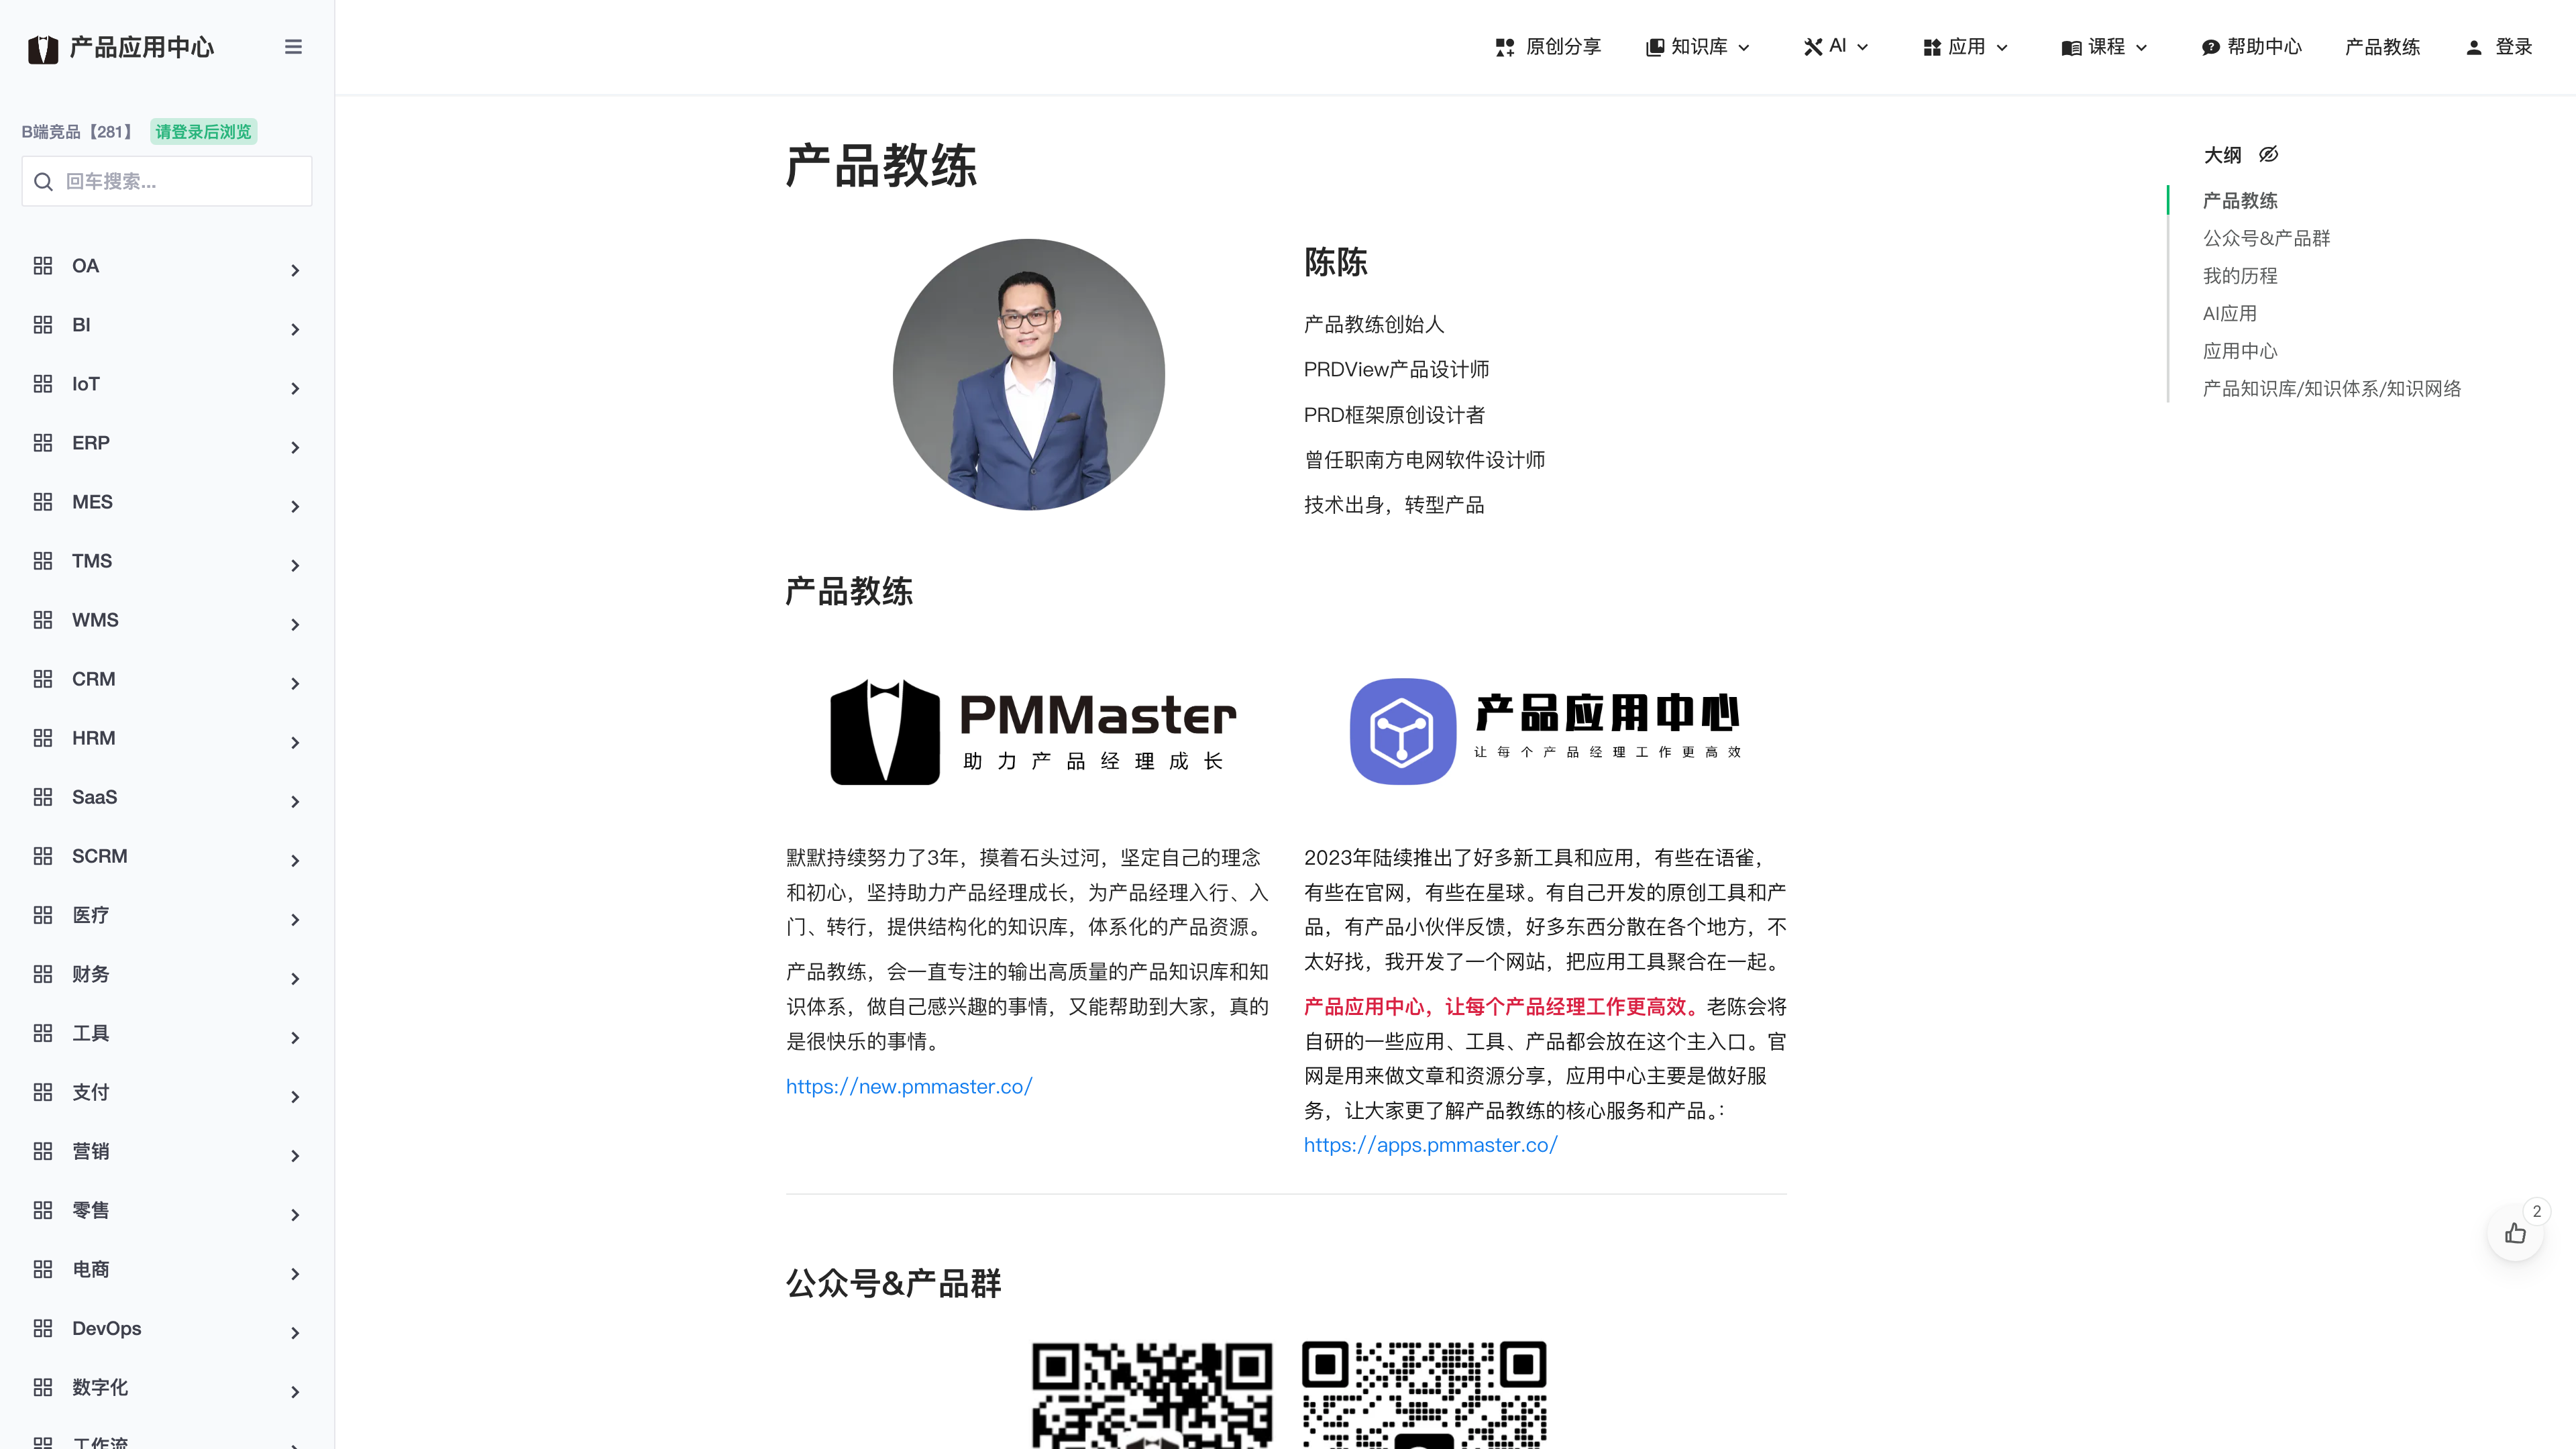 产品应用中心
原创分享
知识库
AI
应用
课程
帮助中心
产品教练
登录
B端竞品【281】
请登录后浏览
回车搜索...
OA
BI
IoT
ERP
MES
TMS
WMS
CRM
HRM
SaaS
SCRM
医疗
财务
工具
支付
营销
零售
电商
DevOps
数字化
工作流
产品教练
陈陈
产品教练创始人
PRDView产品设计师
PRD框架原创设计者
曾任职南方电网软件设计师
技术出身，转型产品
产品教练
PMMaster
助力产品经理成长
默默持续努力了3年，摸着石头过河，坚定自己的理念
和初心，坚持助力产品经理成长，为产品经理入行、入
门、转行，提供结构化的知识库，体系化的产品资源。
产品教练，会一直专注的输出高质量的产品知识库和知
识体系，做自己感兴趣的事情，又能帮助到大家，真的
是很快乐的事情。
https://new.pmmaster.co/
产品应用中心
让每个产品经理工作更高效
2023年陆续推出了好多新工具和应用，有些在语雀，
有些在官网，有些在星球。有自己开发的原创工具和产
品，有产品小伙伴反馈，好多东西分散在各个地方，不
太好找，我开发了一个网站，把应用工具聚合在一起。
产品应用中心，让每个产品经理工作更高效。老陈会将
自研的一些应用、工具、产品都会放在这个主入口。官
网是用来做文章和资源分享，应用中心主要是做好服
务，让大家更了解产品教练的核心服务和产品。:
https://apps.pmmaster.co/
公众号&产品群
大纲
产品教练
公众号&产品群
我的历程
AI应用
应用中心
产品知识库/知识体系/知识网络
2